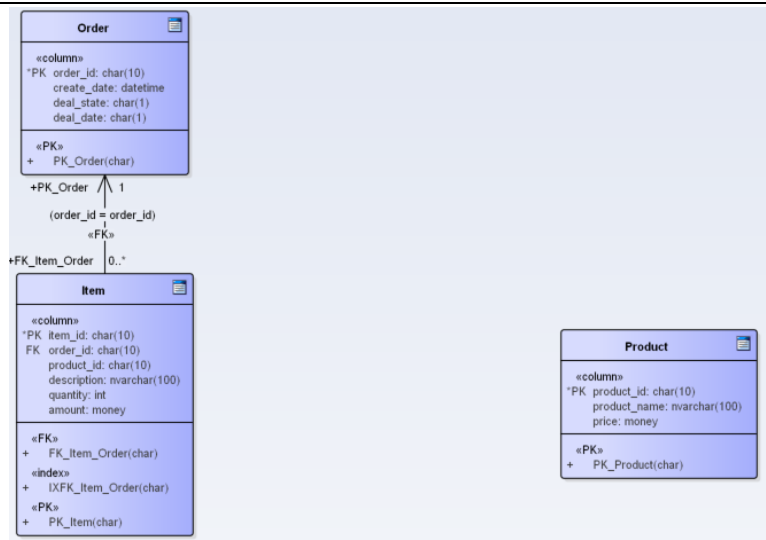 Order
«column»
*PK order_id: char(10)
create_date: datetime
deal_state: char(1)
deal_date: char(1)
«PK»
+ PK_Order(char)
+PK_Order 1
(order_id = order_id)
«FK»
+FK_Item_Order 0..*
Item
«column»
*PK item_id: char(10)
FK order_id: char(10)
product_id: char(10)
description: nvarchar(100)
quantity: int
amount: money
«FK»
+ FK_Item_Order(char)
«index»
+ IXFK_Item_Order(char)
«PK»
+ PK_Item(char)
Product
«column»
*PK product_id: char(10)
product_name: nvarchar(100)
price: money
«PK»
+ PK_Product(char)